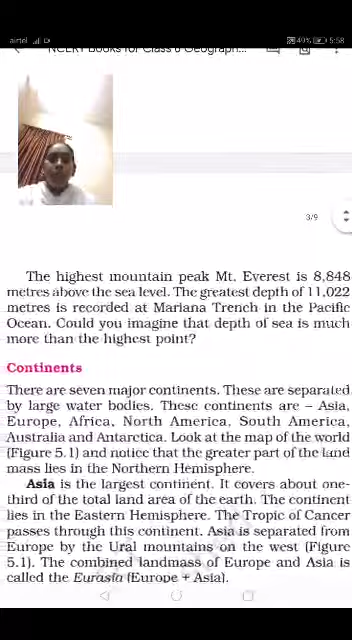 airtel
49% 5:58
NCERT Books for Class 6 Geograph...
3/9
The highest mountain peak Mt. Everest is 8,848
metres above the sea level. The greatest depth of 11,022
metres is recorded at Mariana Trench in the Pacific
Ocean. Could you imagine that depth of sea is much
more than the highest point?
Continents
There are seven major continents. These are separated
by large water bodies. These continents are – Asia,
Europe, Africa, North America, South America,
Australia and Antarctica. Look at the map of the world
(Figure 5.1) and notice that the greater part of the land
mass lies in the Northern Hemisphere.
Asia is the largest continent. It covers about one-
third of the total land area of the earth. The continent
lies in the Eastern Hemisphere. The Tropic of Cancer
passes through this continent. Asia is separated from
Europe by the Ural mountains on the west (Figure
5.1). The combined landmass of Europe and Asia is
called the Eurasia (Europe + Asia).